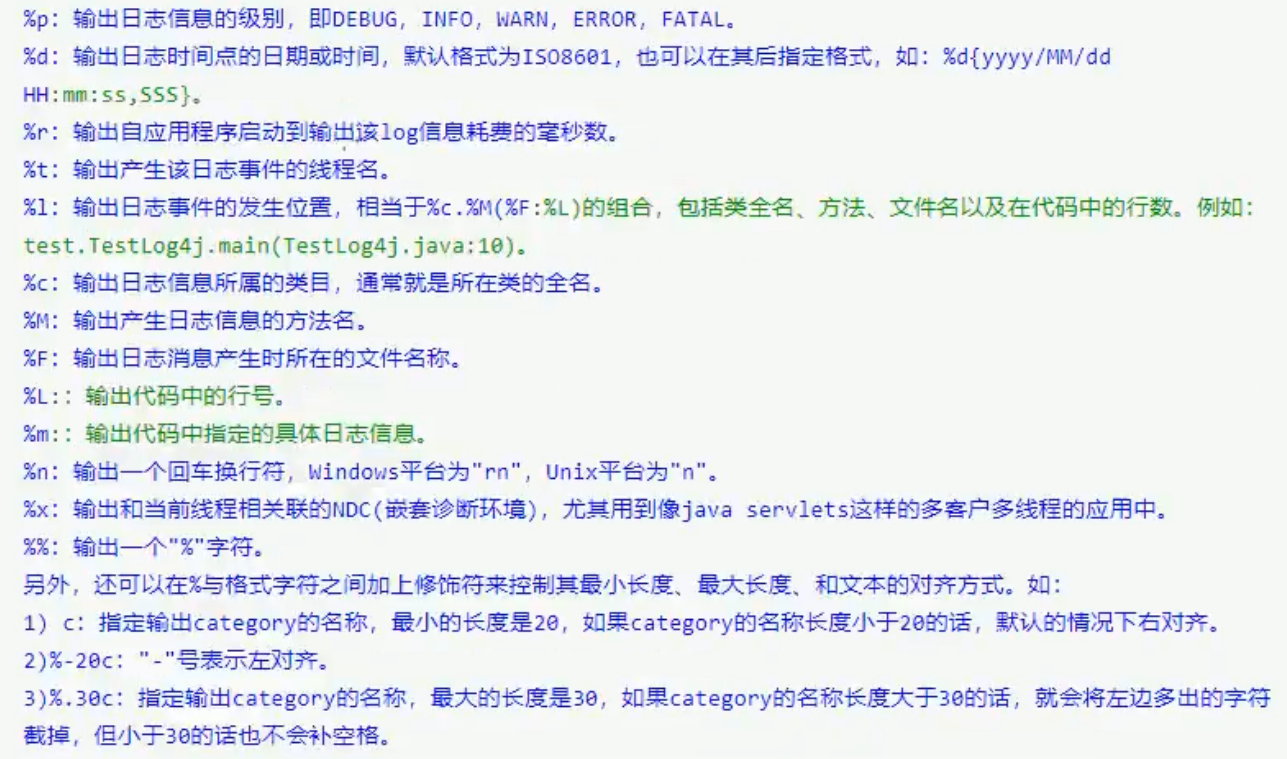 %p: 输出日志信息的级别，即DEBUG, INFO, WARN, ERROR, FATAL。
%d: 输出日志时间点的日期或时间，默认格式为ISO8601，也可以在其后指定格式，如：%d{yyyy/MM/dd
HH:mm:ss,SSS}。
%r: 输出自应用程序启动到输出该log信息耗费的毫秒数。
%t: 输出产生该日志事件的线程名。
%l: 输出日志事件的发生位置，相当于%c.%M(%F:%L)的组合，包括类全名、方法、文件名以及在代码中的行数。例如：
test.TestLog4j.main(TestLog4j.java:10)。
%c: 输出日志信息所属的类目，通常就是所在类的全名。
%M: 输出产生日志信息的方法名。
%F: 输出日志消息产生时所在的文件名称。
%L:: 输出代码中的行号。
%m:: 输出代码中指定的具体日志信息。
%n: 输出一个回车换行符，Windows平台为"rn"，Unix平台为"n"。
%x: 输出和当前线程相关联的NDC(嵌套诊断环境)，尤其用到像java servlets这样的多客户多线程的应用中。
%%: 输出一个"%"字符。
另外，还可以在%与格式字符之间加上修饰符来控制其最小长度、最大长度、和文本的对齐方式。如：
1) c: 指定输出category的名称，最小的长度是20，如果category的名称长度小于20的话，默认的情况下右对齐。
2)%-20c: "-"号表示左对齐。
3)%.30c: 指定输出category的名称，最大的长度是30，如果category的名称长度大于30的话，就会将左边多出的字符
截掉，但小于30的话也不会补空格。